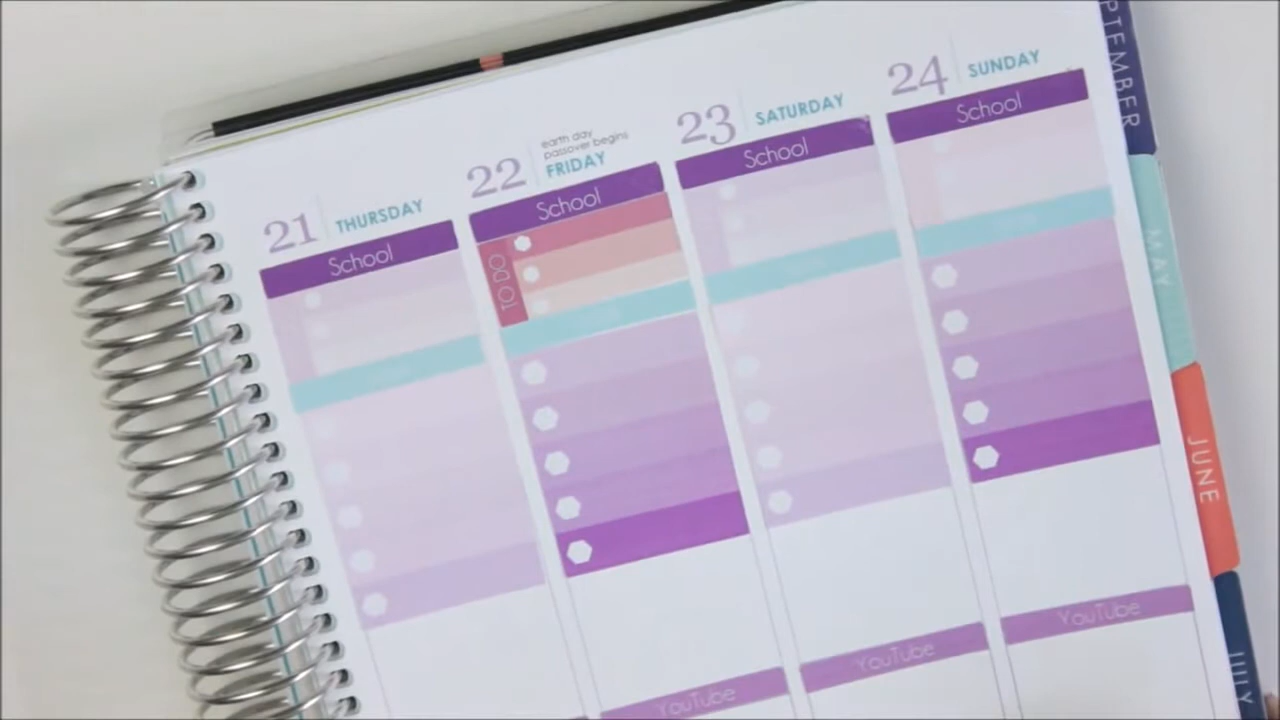 21 THURSDAY
School
earth day
passover begins
22 FRIDAY
School
TO DO
YouTube
23 SATURDAY
School
YouTube
24 SUNDAY
School
YouTube
PTEMBER
MAY
JUNE
JULY